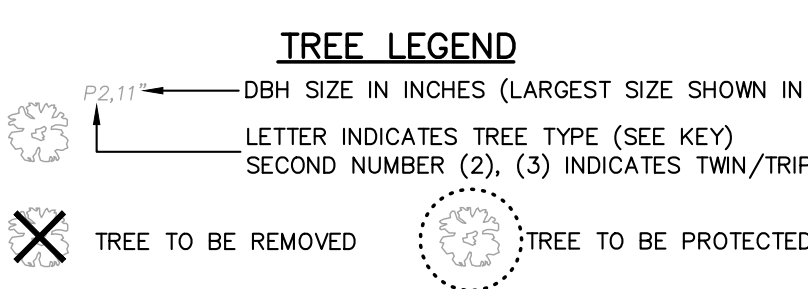 TREE LEGEND
P2,11" DBH SIZE IN INCHES (LARGEST SIZE SHOWN IN
LETTER INDICATES TREE TYPE (SEE KEY)
SECOND NUMBER (2), (3) INDICATES TWIN/TRIP
TREE TO BE REMOVED TREE TO BE PROTECTED